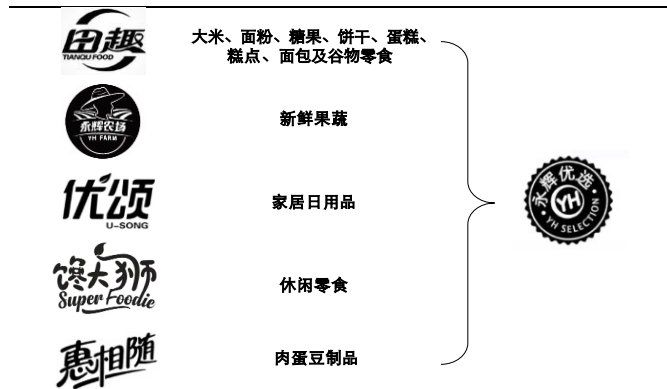 田趣
TIANQU FOOD
大米、面粉、糖果、饼干、蛋糕、
糕点、面包及谷物零食
永辉农场
YH FARM
新鲜果蔬
优颂
U-SONG
家居日用品
馋大狮
Super Foodie
休闲零食
惠相随
肉蛋豆制品
永辉优选
YH
YH SELECTION